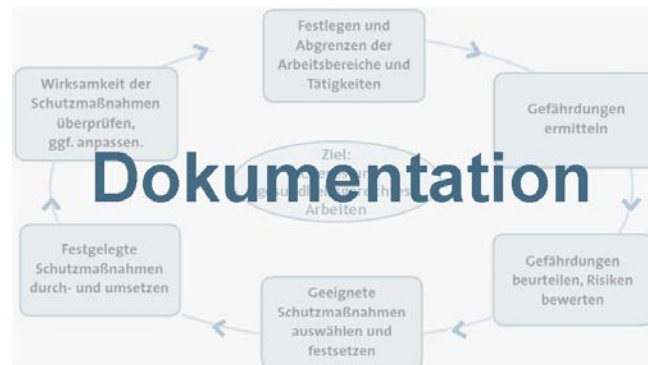 Festlegen und
Abgrenzen der
Arbeitsbereiche und
Tätigkeiten
Gefährdungen
ermitteln
Gefährdungen
beurteilen, Risiken
bewerten
Geeignete
Schutzmaßnahmen
auswählen und
festsetzen
Festgelegte
Schutzmaßnahmen
durch- und umsetzen
Wirksamkeit der
Schutzmaßnahmen
überprüfen,
ggf. anpassen.
Ziel:
Arbeiten
Dokumentation